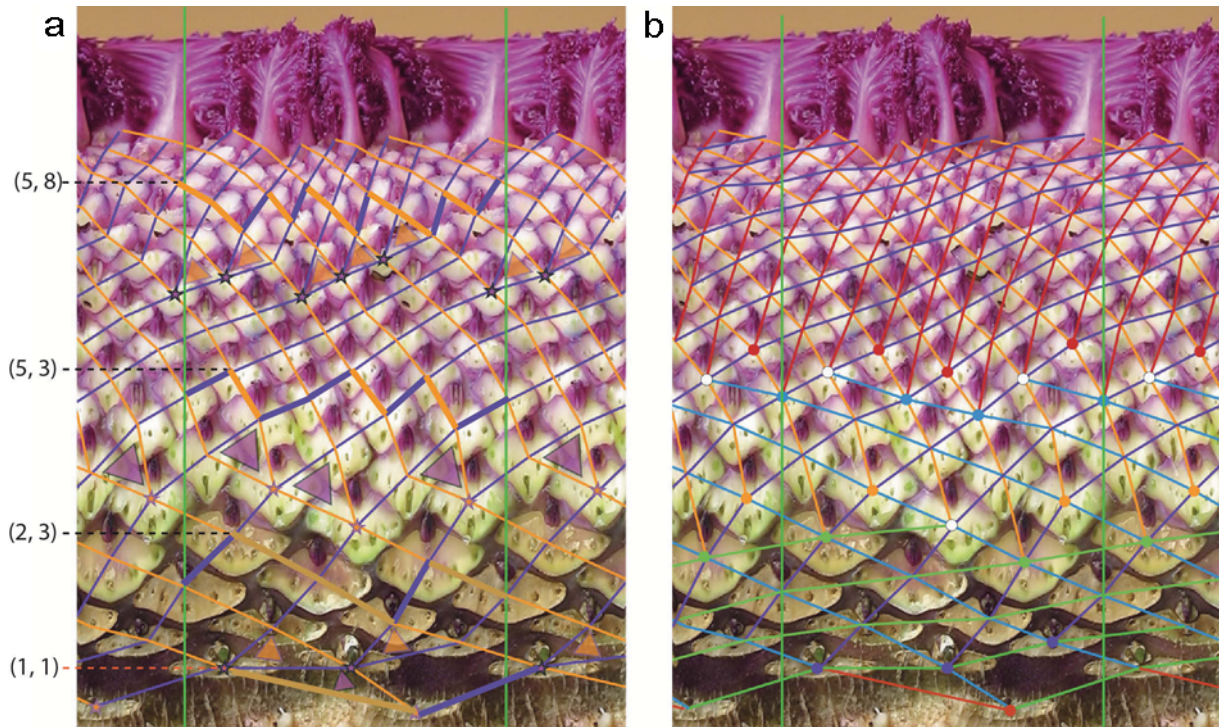 a
b
(5, 8)
(5, 3)
(2, 3)
(1, 1)